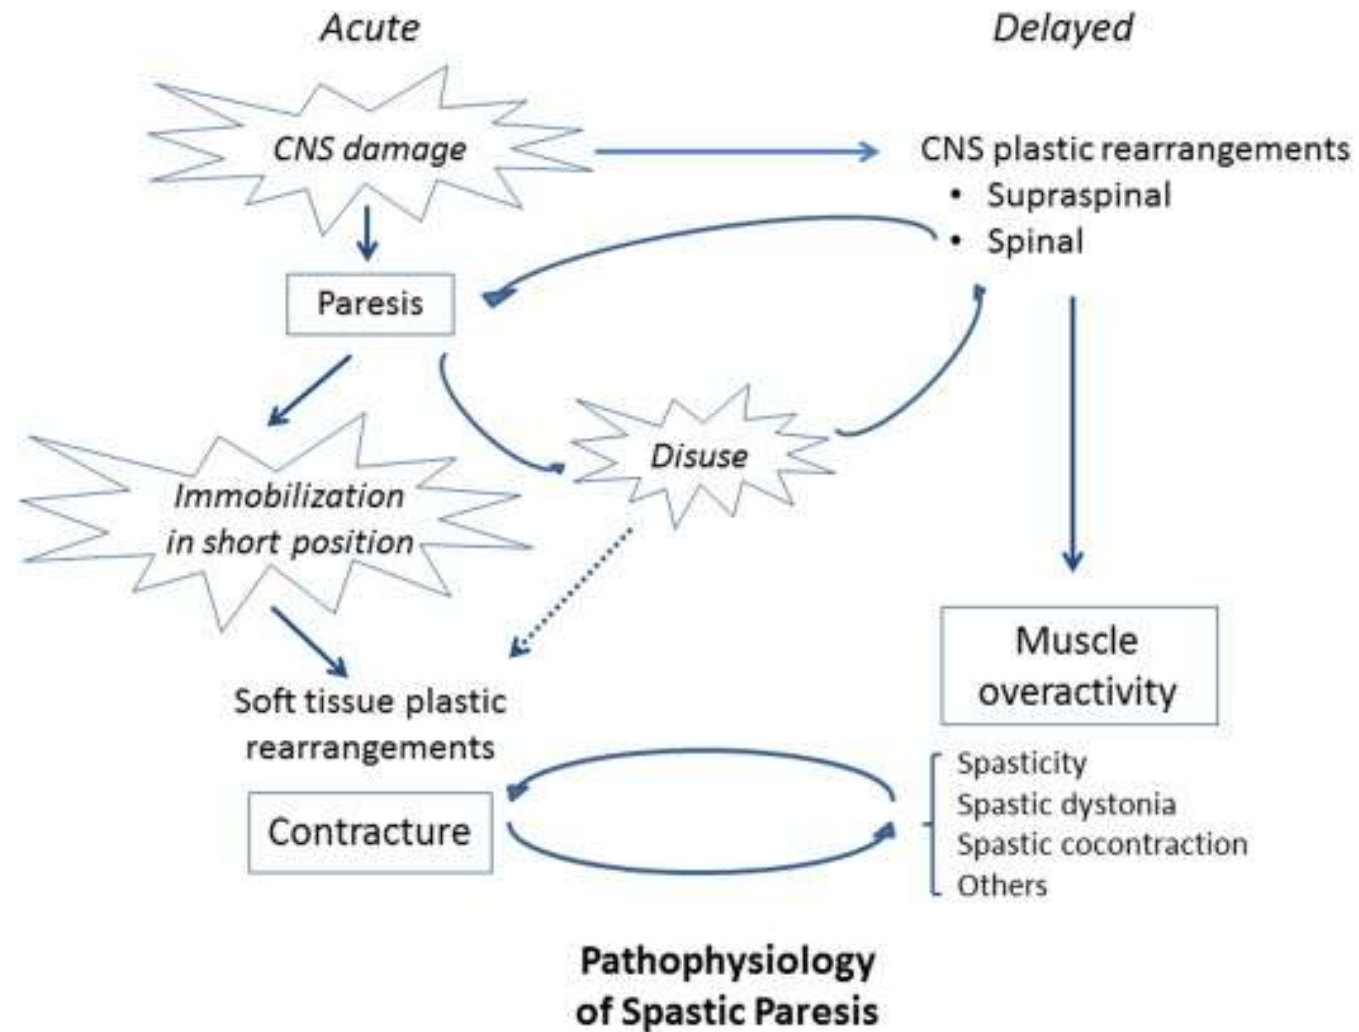 Acute
Delayed
CNS damage
CNS plastic rearrangements
• Supraspinal
• Spinal
Paresis
Disuse
Immobilization
in short position
Soft tissue plastic
rearrangements
Muscle
overactivity
Contracture
Spasticity
Spastic dystonia
Spastic cocontraction
Others
Pathophysiology
of Spastic Paresis